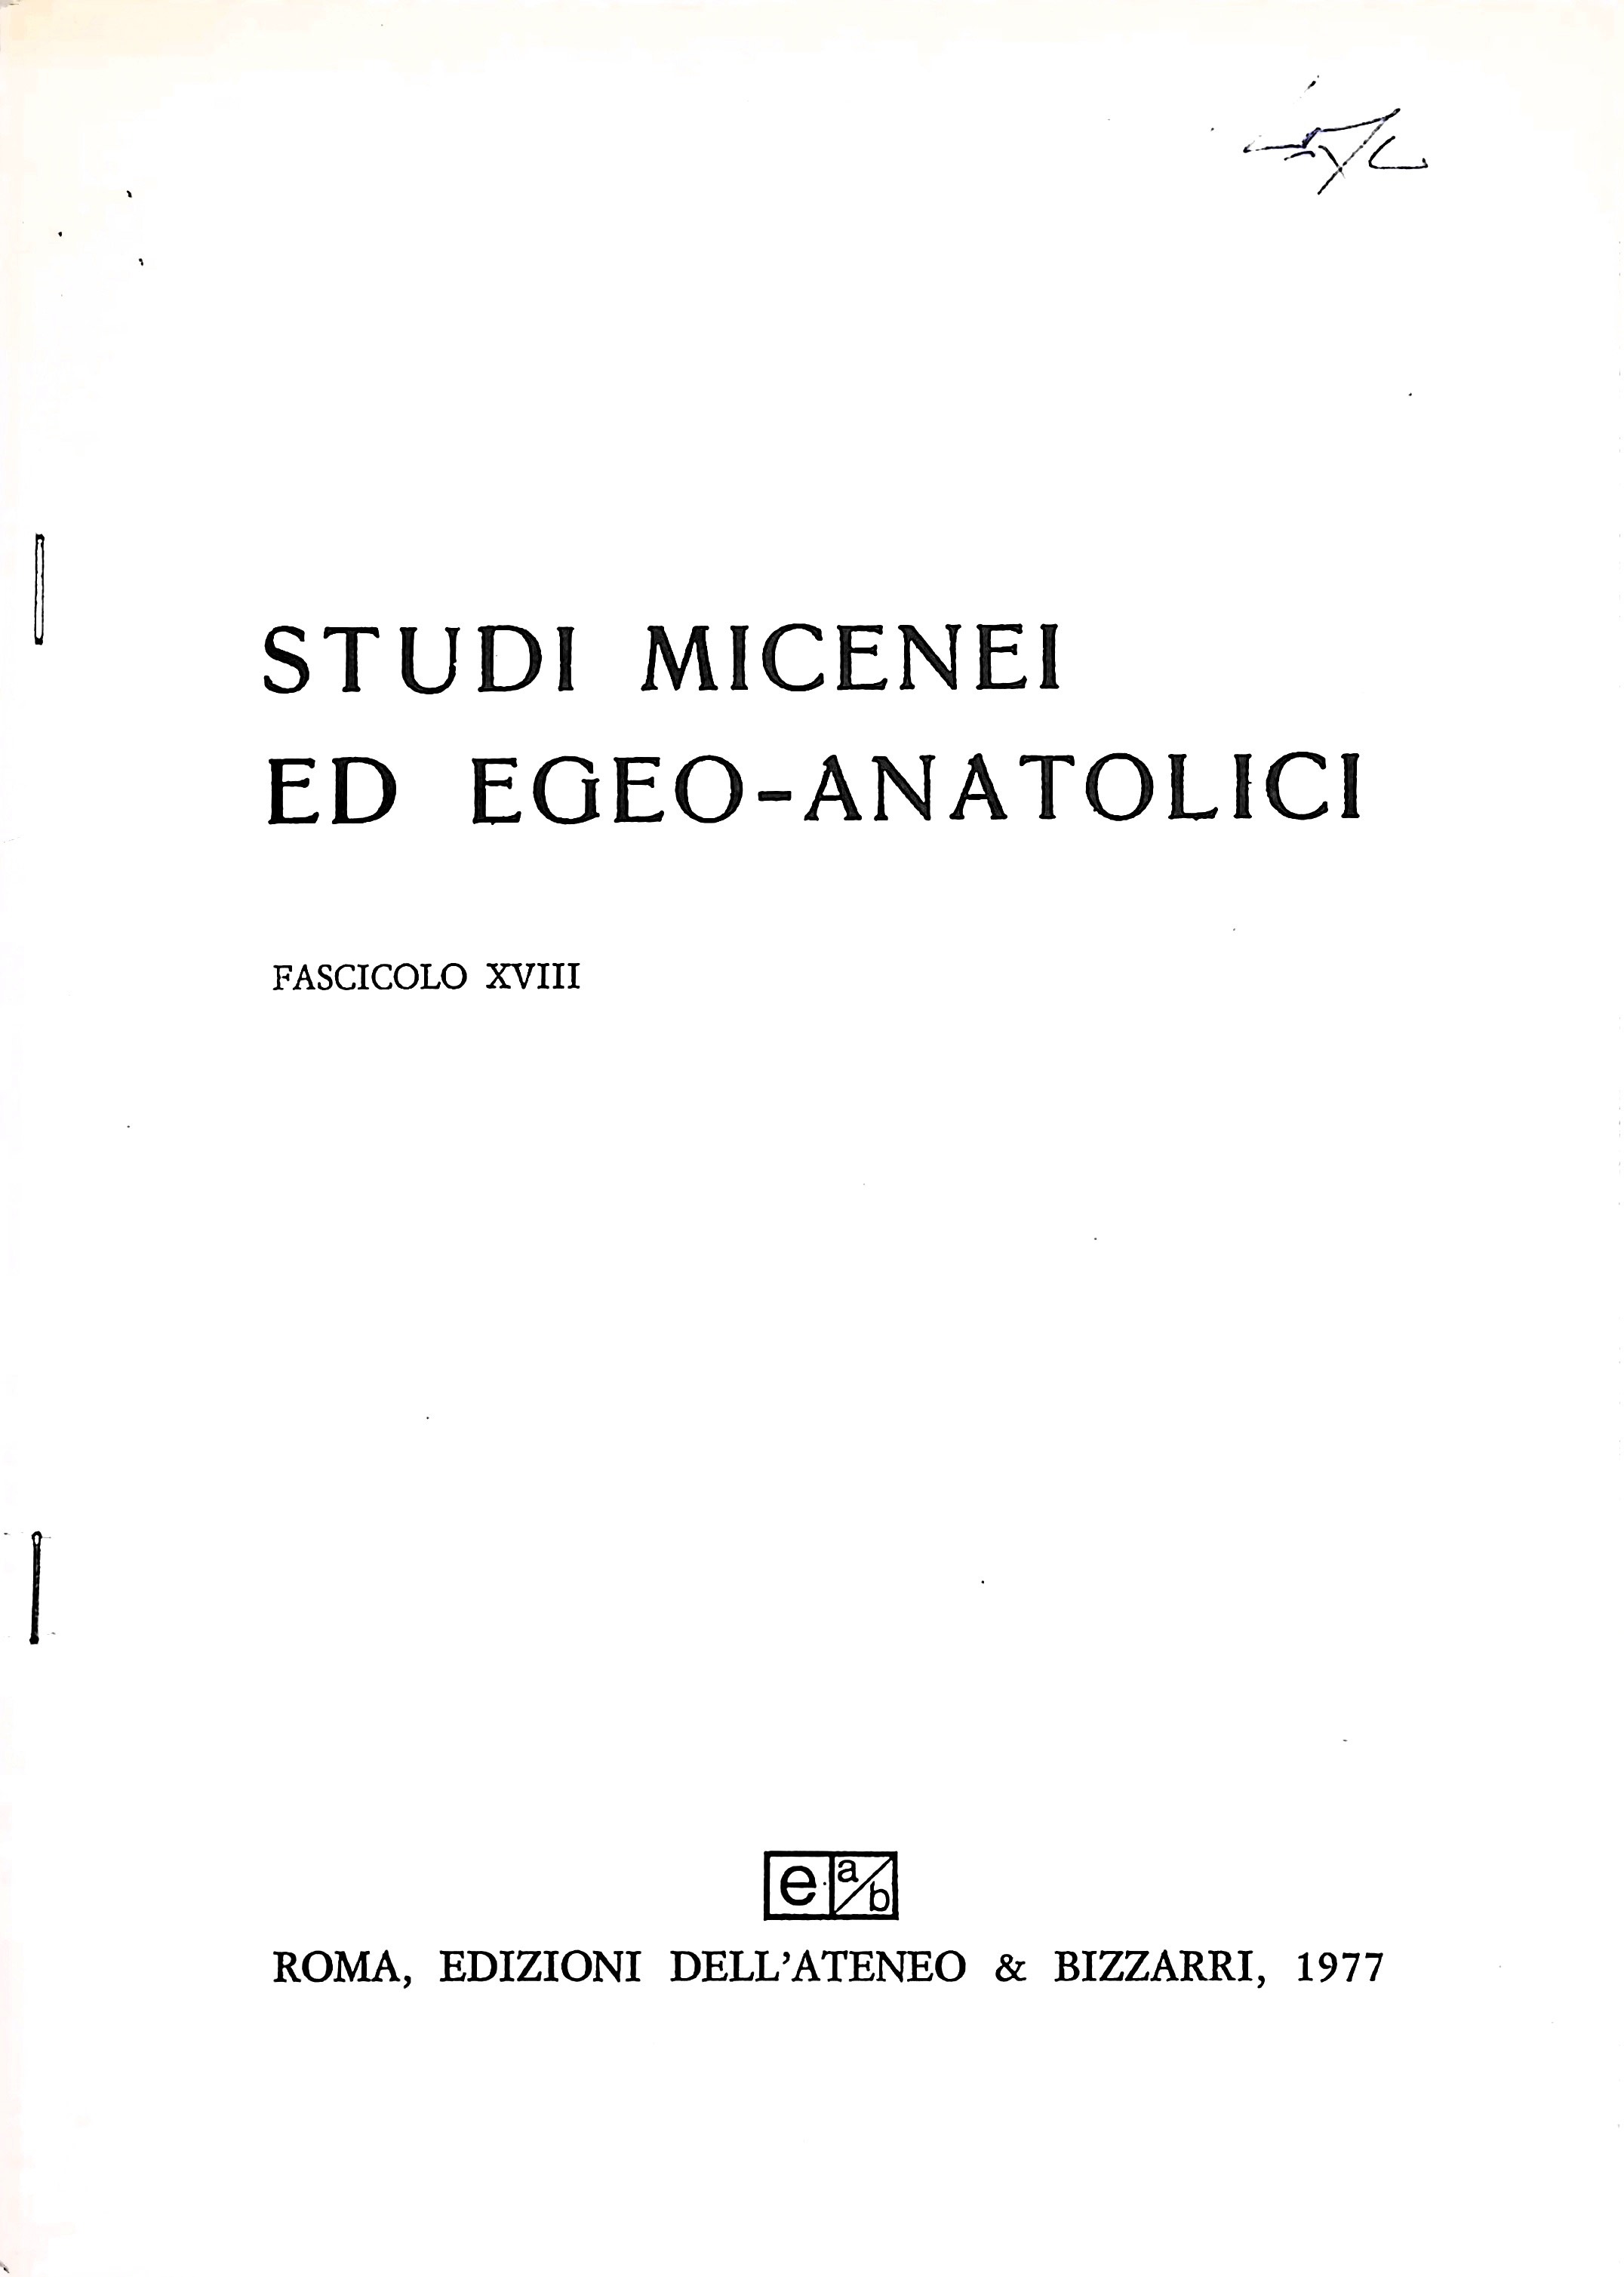 STUDI MICENEI
ED EGEO-ANATOLICI
FASCICOLO XVIII
e a/b
ROMA, EDIZIONI DELL'ATENEO & BIZZARRI, 1977